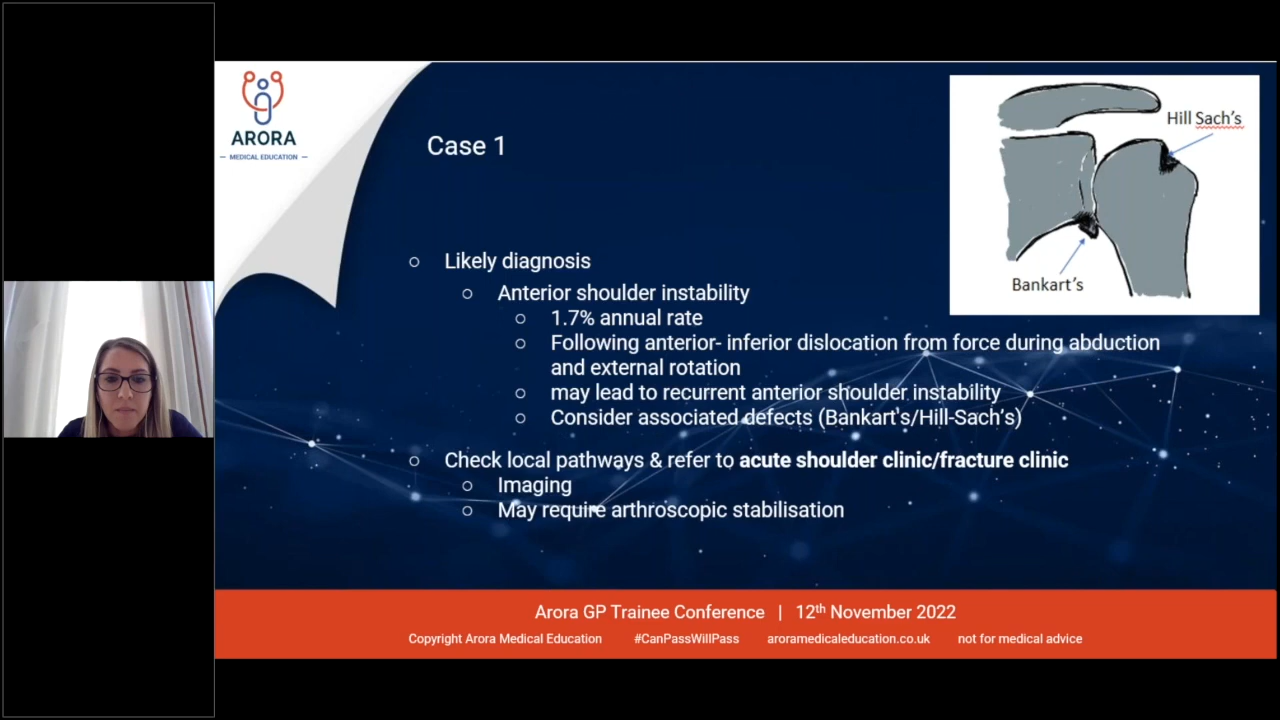 ARORA
MEDICAL EDUCATION
Case 1
Hill Sach's
Bankart's
○ Likely diagnosis
○ Anterior shoulder instability
○ 1.7% annual rate
○ Following anterior- inferior dislocation from force during abduction
and external rotation
○ may lead to recurrent anterior shoulder instability
○ Consider associated defects (Bankart's/Hill-Sach's)
○ Check local pathways & refer to acute shoulder clinic/fracture clinic
○ Imaging
○ May require arthroscopic stabilisation
Arora GP Trainee Conference | 12th November 2022
Copyright Arora Medical Education #CanPassWillPass aroramedicaleducation.co.uk not for medical advice